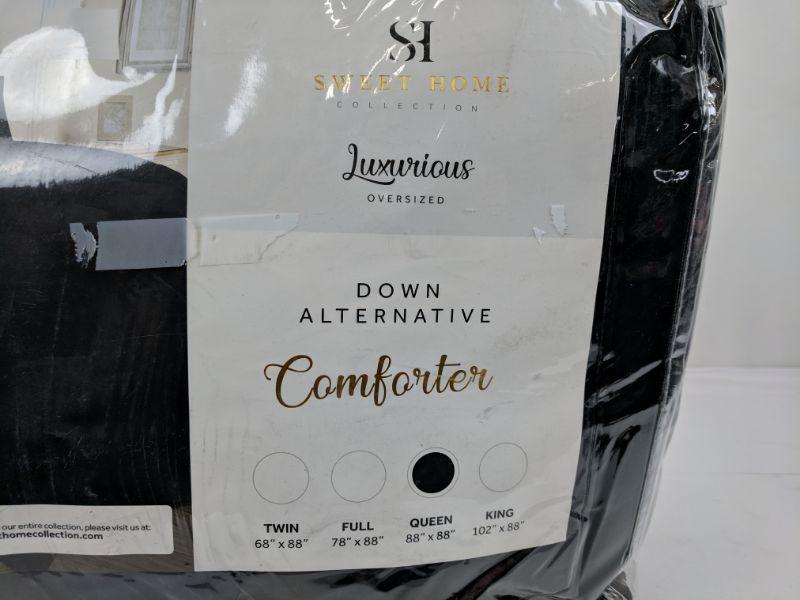 SH
SWEET HOME
COLLECTION
Luxurious
OVERSIZED
DOWN
ALTERNATIVE
Comforter
TWIN
68" x 88"
FULL
78" x 88"
QUEEN
88" x 88"
KING
102" x 88"
our entire collection, please visit us at:
homecollection.com